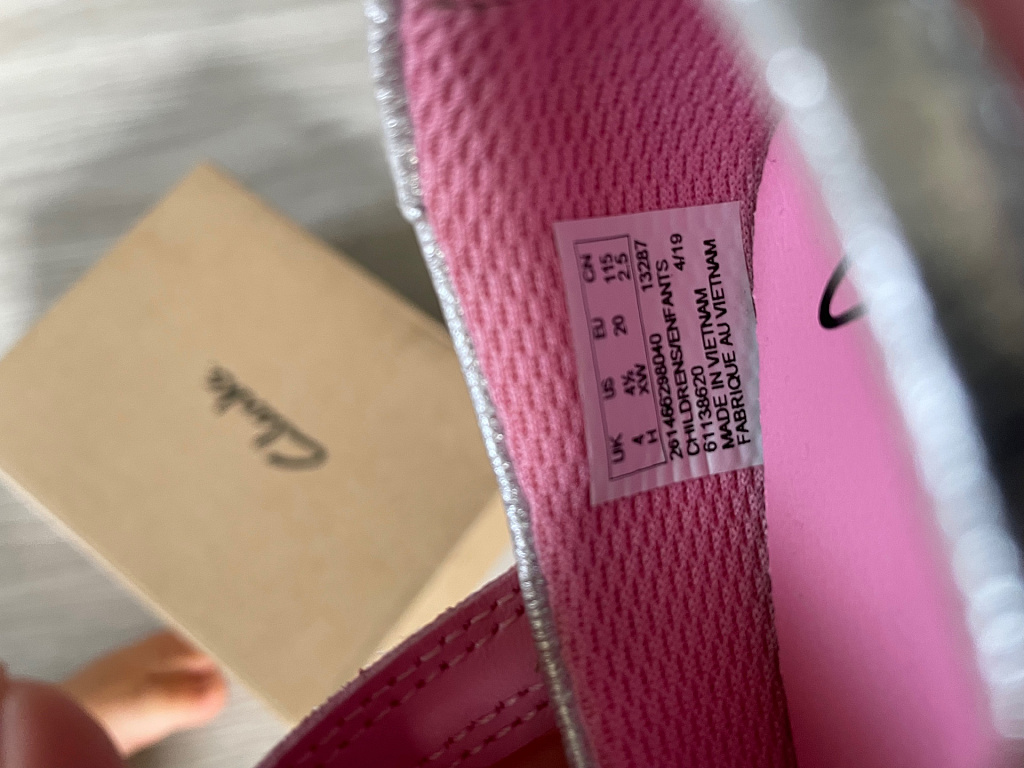 UK US EU CN
4 4½ 20 115
H XW 2.5
261466298040 13287
CHILDRENS/ENFANTS
61138620 4/19
MADE IN VIETNAM
FABRIQUE AU VIETNAM
Clarks